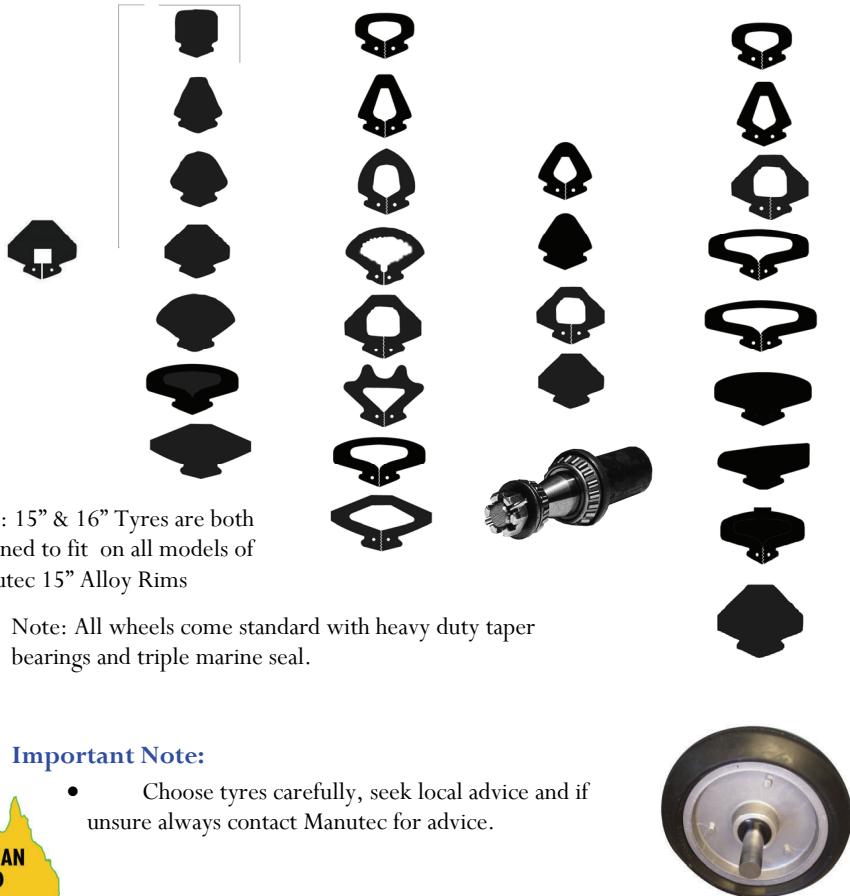 : 15” & 16” Tyres are both
ned to fit on all models of
utec 15” Alloy Rims
Note: All wheels come standard with heavy duty taper
bearings and triple marine seal.
Important Note:
• Choose tyres carefully, seek local advice and if
unsure always contact Manutec for advice.
AN